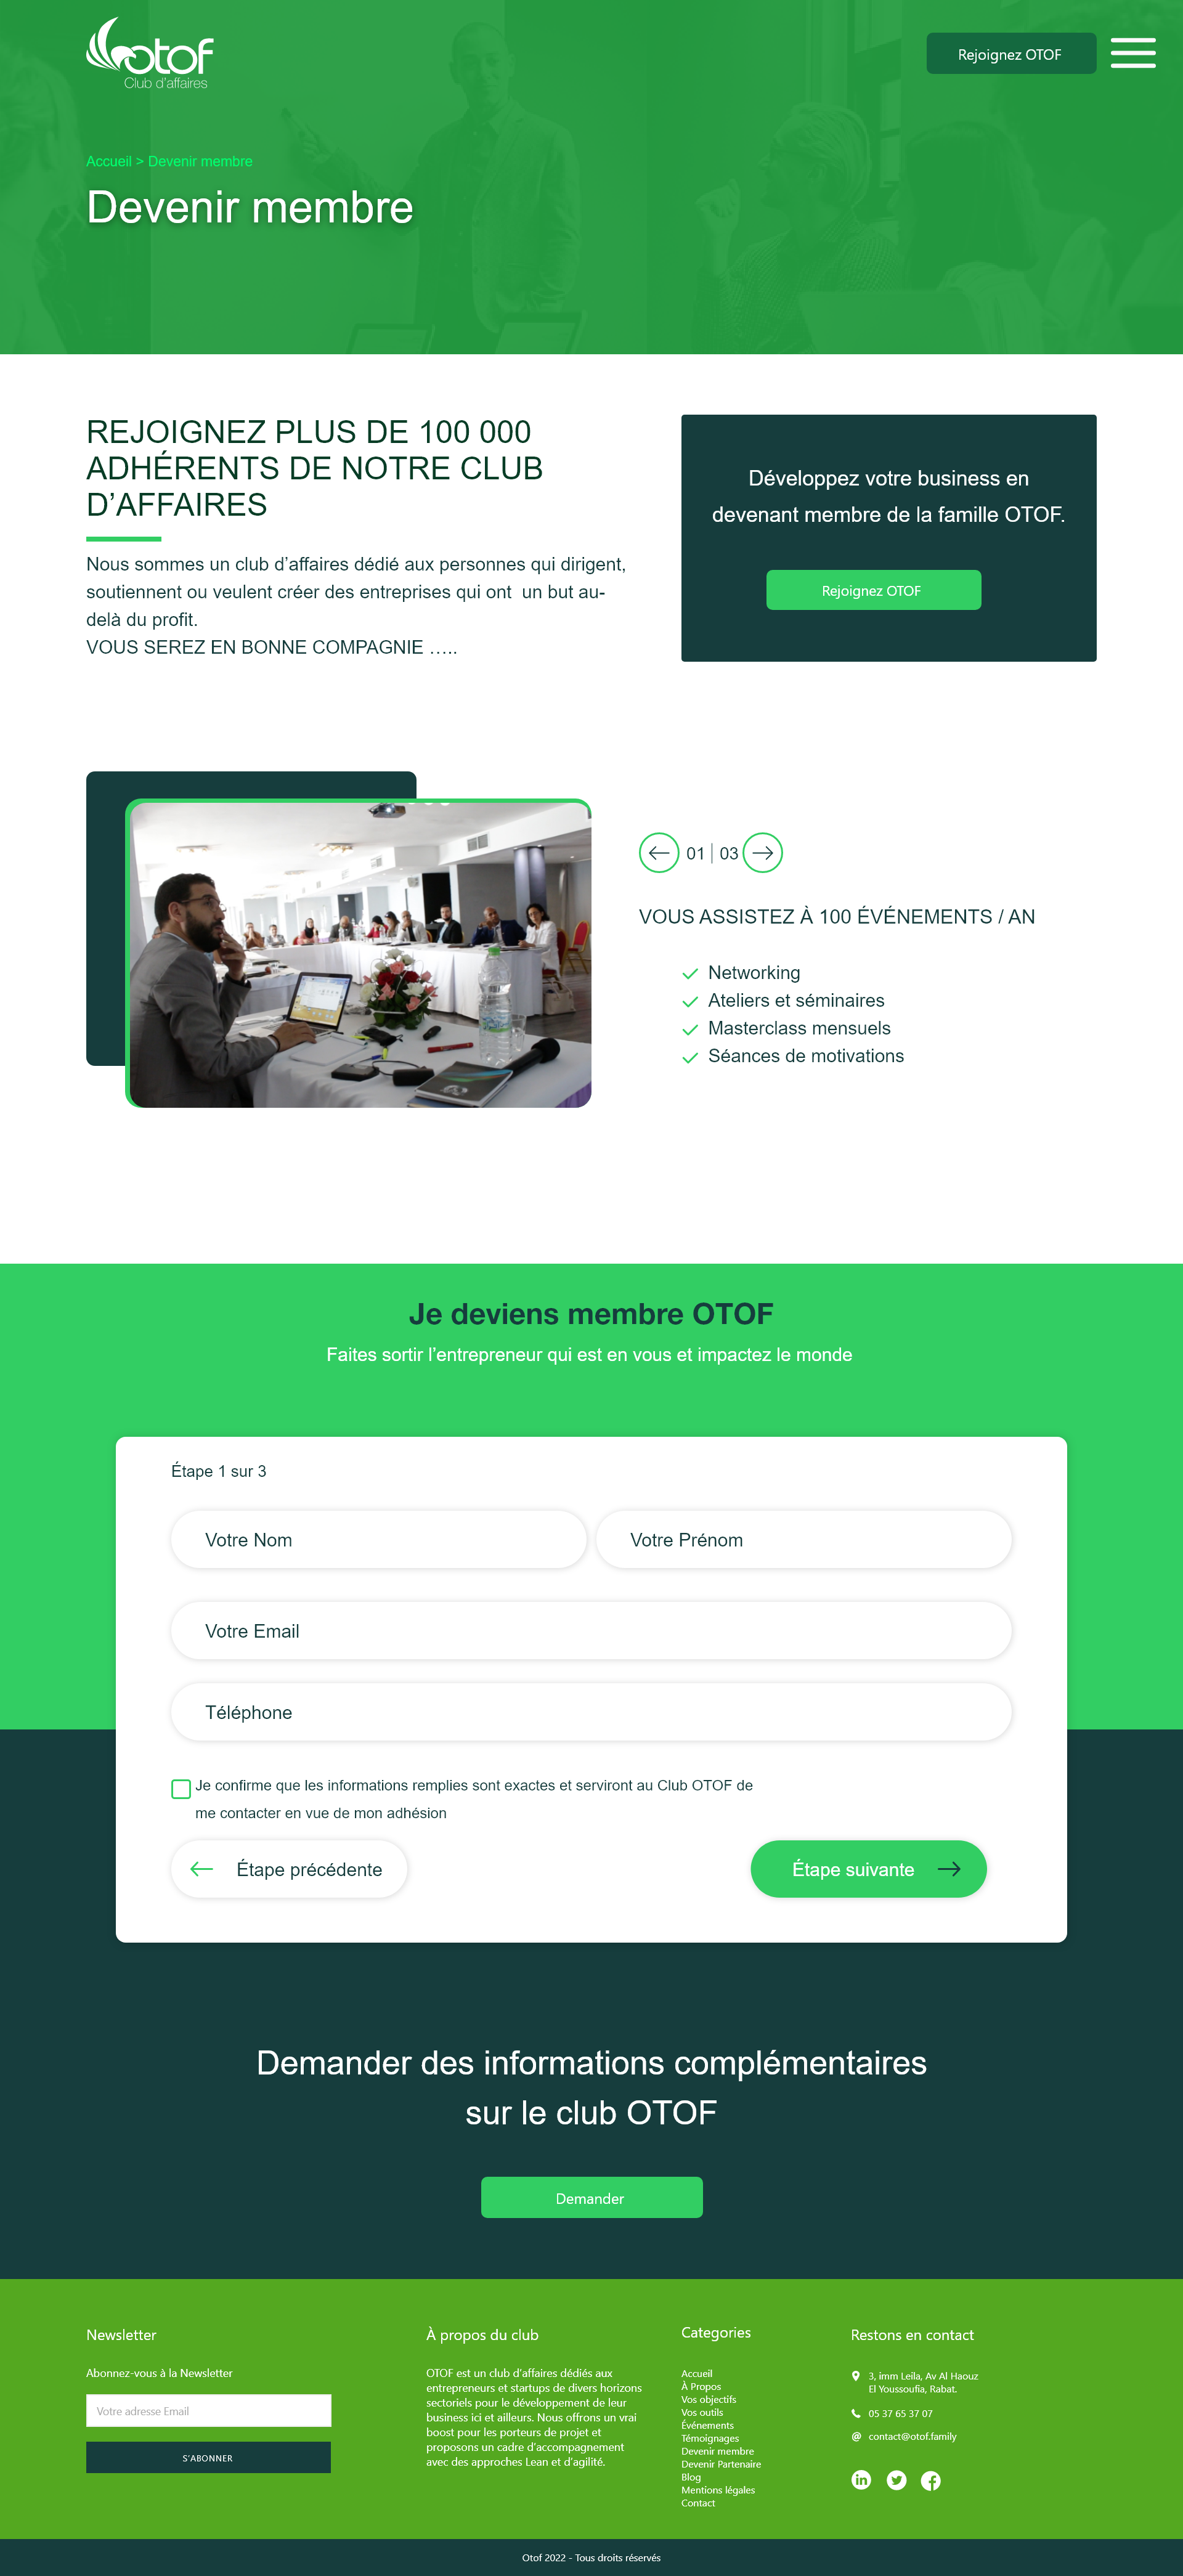 otof
Club d'affaires
Rejoignez OTOF
Accueil > Devenir membre
Devenir membre
REJOIGNEZ PLUS DE 100 000
ADHÉRENTS DE NOTRE CLUB
D’AFFAIRES
Nous sommes un club d’affaires dédié aux personnes qui dirigent,
soutiennent ou veulent créer des entreprises qui ont un but au-
delà du profit.
VOUS SEREZ EN BONNE COMPAGNIE …..
Développez votre business en
devenant membre de la famille OTOF.
Rejoignez OTOF
01 | 03
VOUS ASSISTEZ À 100 ÉVÉNEMENTS / AN
Networking
Ateliers et séminaires
Masterclass mensuels
Séances de motivations
Je deviens membre OTOF
Faites sortir l’entrepreneur qui est en vous et impactez le monde
Étape 1 sur 3
Votre Nom
Votre Prénom
Votre Email
Téléphone
Je confirme que les informations remplies sont exactes et serviront au Club OTOF de
me contacter en vue de mon adhésion
Étape précédente
Étape suivante
Demander des informations complémentaires
sur le club OTOF
Demander
Newsletter
Abonnez-vous à la Newsletter
Votre adresse Email
S’ABONNER
À propos du club
OTOF est un club d’affaires dédiés aux
entrepreneurs et startups de divers horizons
sectoriels pour le développement de leur
business ici et ailleurs. Nous offrons un vrai
boost pour les porteurs de projet et
proposons un cadre d’accompagnement
avec des approches Lean et d’agilité.
Categories
Accueil
À Propos
Vos objectifs
Vos outils
Événements
Témoignages
Devenir membre
Devenir Partenaire
Blog
Mentions légales
Contact
Restons en contact
3, imm Leila, Av Al Haouz
El Youssoufia, Rabat.
05 37 65 37 07
contact@otof.family
Otof 2022 - Tous droits réservés